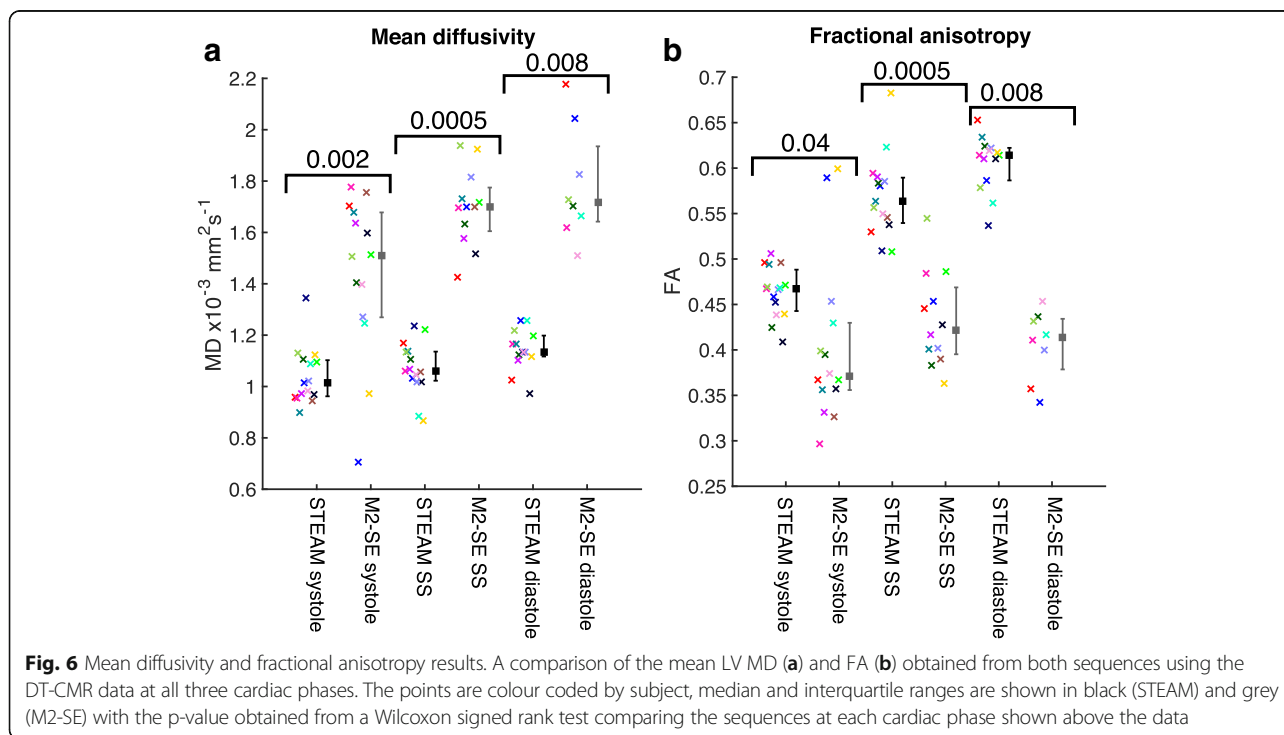 a
Mean diffusivity
0.002
0.0005
0.008
2.2
2
1.8
1.6
1.4
1.2
1
0.8
0.6
MD x10-3 mm2s-1
STEAM systole
M2-SE systole
STEAM SS
M2-SE SS
STEAM diastole
M2-SE diastole
b
Fractional anisotropy
0.04
0.0005
0.008
0.7
0.65
0.6
0.55
0.5
0.45
0.4
0.35
0.3
0.25
FA
STEAM systole
M2-SE systole
STEAM SS
M2-SE SS
STEAM diastole
M2-SE diastole
Fig. 6 Mean diffusivity and fractional anisotropy results. A comparison of the mean LV MD (a) and FA (b) obtained from both sequences using the
DT-CMR data at all three cardiac phases. The points are colour coded by subject, median and interquartile ranges are shown in black (STEAM) and grey
(M2-SE) with the p-value obtained from a Wilcoxon signed rank test comparing the sequences at each cardiac phase shown above the data